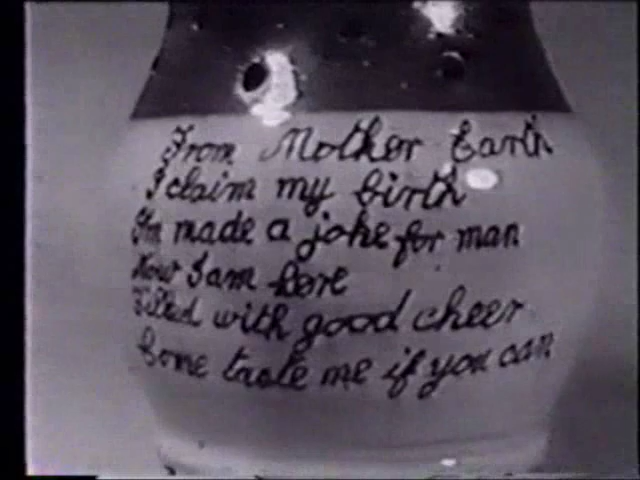 From Mother Earth
I claim my birth
I'm made a joke for man
Now I am here
Filled with good cheer
Come taste me if you can